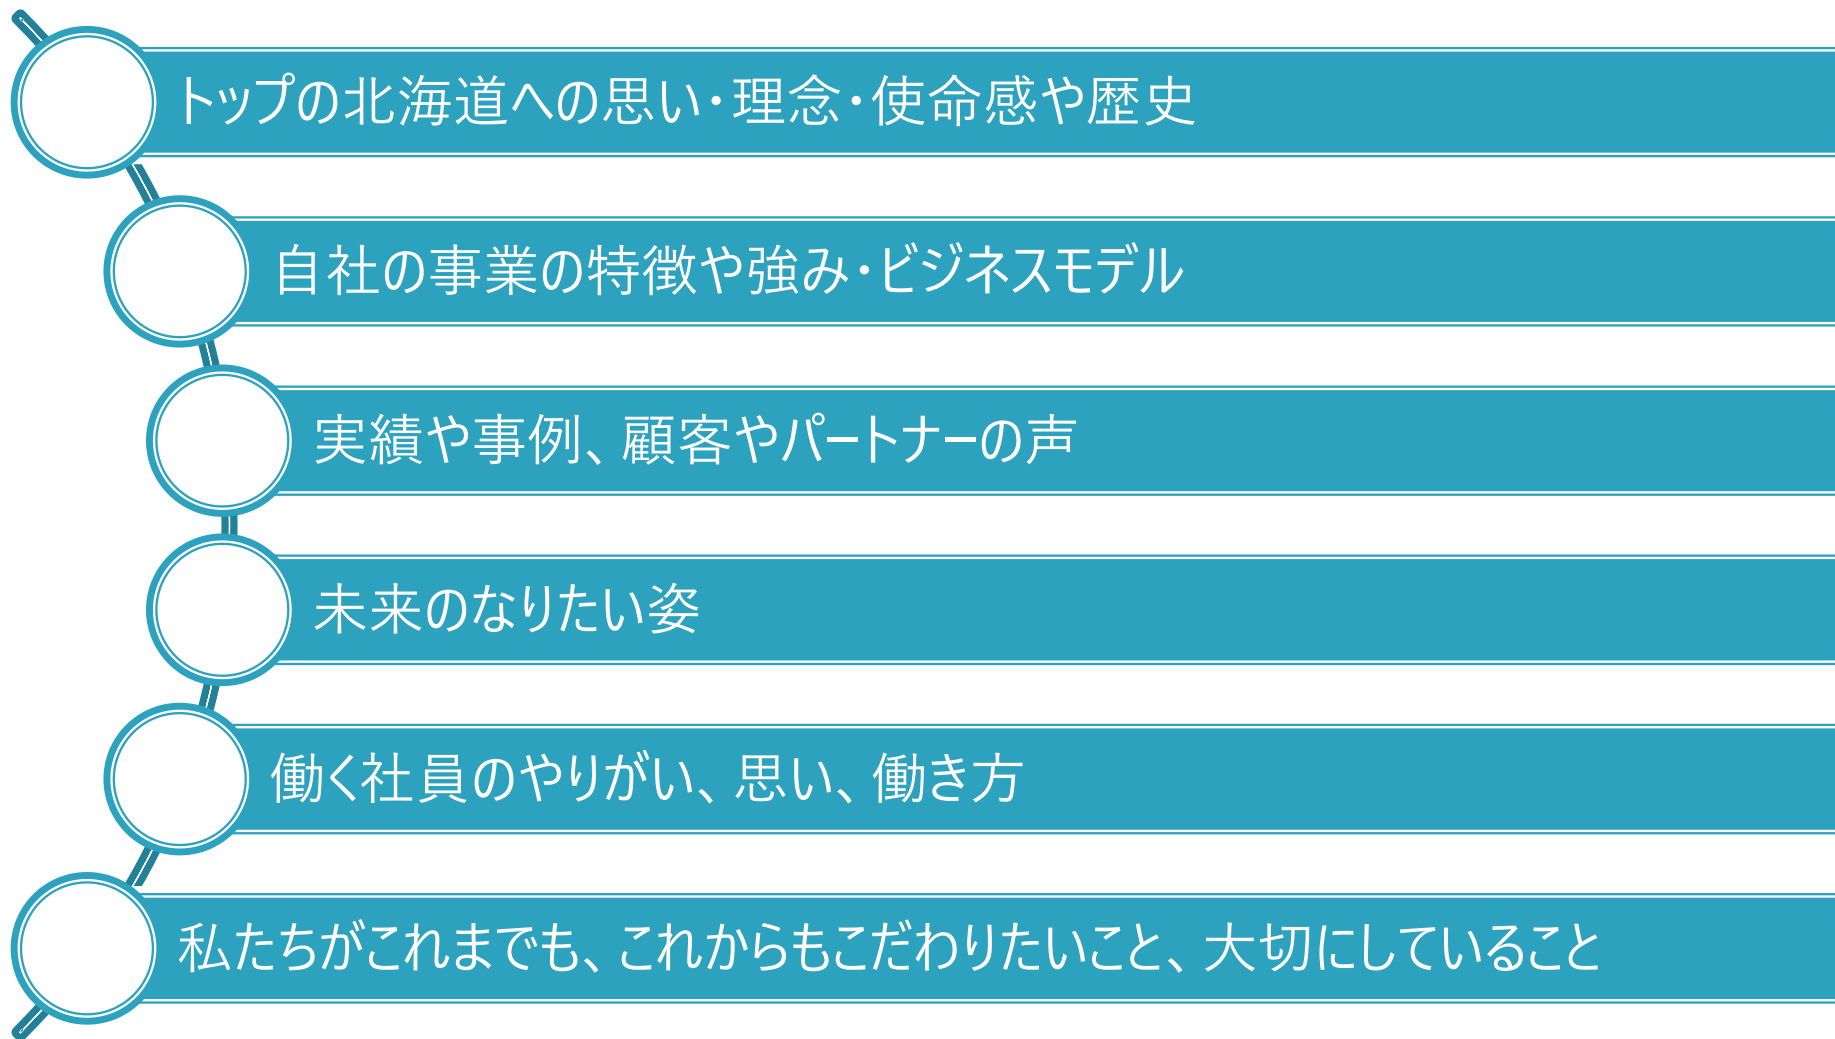 トップの北海道への思い・理念・使命感や歴史
自社の事業の特徴や強み・ビジネスモデル
実績や事例、顧客やパートナーの声
未来のなりたい姿
働く社員のやりがい、思い、働き方
私たちがこれまでも、これからもこだわりたいこと、大切にしていること